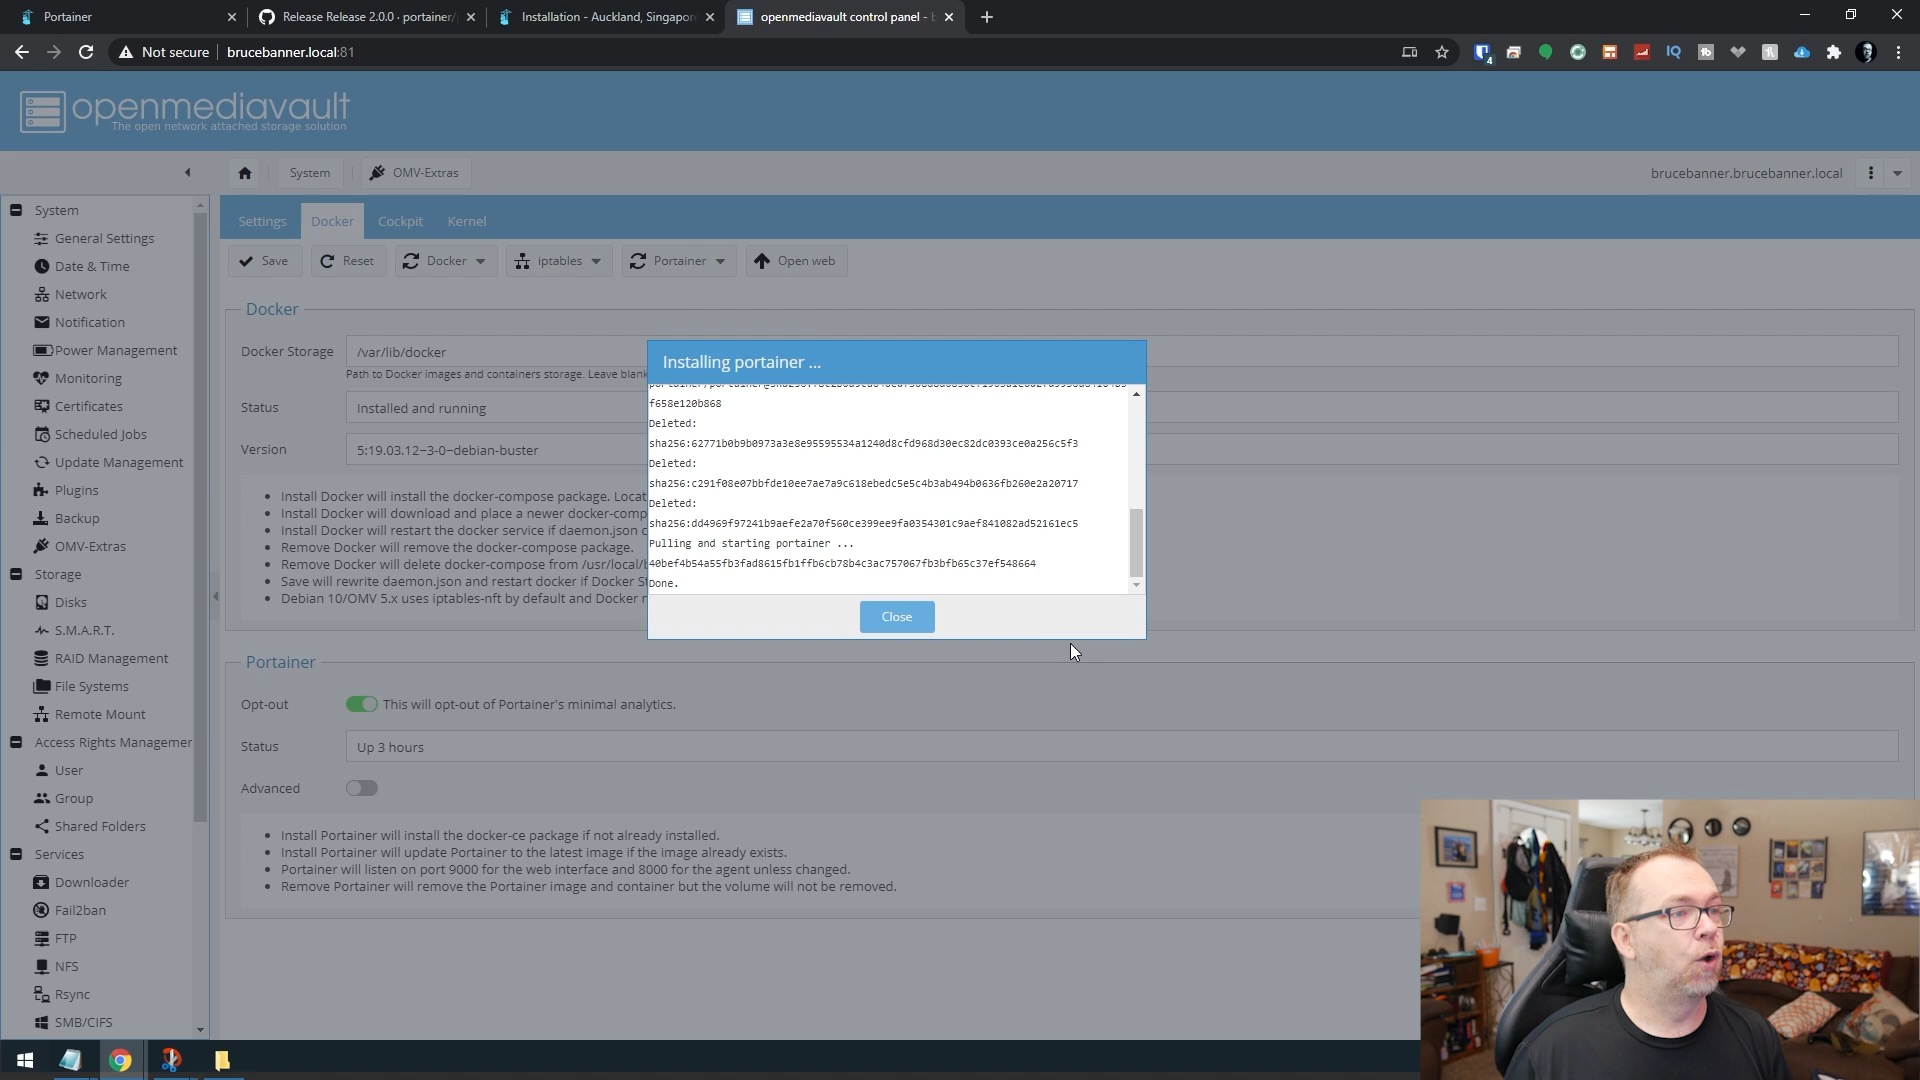 Portainer
Release Release 2.0.0 · portainer/
Installation - Auckland, Singapor
openmediavault control panel -
Not secure
brucebanner.local:81
4
IQ
openmediavault
The open network attached storage solution
System
OMV-Extras
brucebanner.brucebanner.local
System
General Settings
Date & Time
Network
Notification
Power Management
Monitoring
Certificates
Scheduled Jobs
Update Management
Plugins
Backup
OMV-Extras
Storage
Disks
S.M.A.R.T.
RAID Management
File Systems
Remote Mount
Access Rights Managemer
User
Group
Shared Folders
Services
Downloader
Fail2ban
FTP
NFS
Rsync
SMB/CIFS
Settings
Docker
Cockpit
Kernel
Save
Reset
Docker
iptables
Portainer
Open web
Docker
Docker Storage
/var/lib/docker
Path to Docker images and containers storage. Leave blank
Status
Installed and running
Version
5:19.03.12~3-0~debian-buster
Install Docker will install the docker-compose package. Locat
Install Docker will download and place a newer docker-comp
Install Docker will restart the docker service if daemon.json
Remove Docker will remove the docker-compose package.
Remove Docker will delete docker-compose from /usr/local/
Save will rewrite daemon.json and restart docker if Docker St
Debian 10/OMV 5.x uses iptables-nft by default and Docker
Installing portainer ...
f658e120b868
Deleted:
sha256:62771b0b9b0973a3e8e95595534a1240d8cfd968d30ec82dc0393ce0a256c5f3
Deleted:
sha256:c291f08e07bbfde10ee7ae7a9c618ebedc5e5c4b3ab494b0636fb260e2a20717
Deleted:
sha256:dd4969f97241b9aefe2a70f560ce399ee9fa0354301c9aef841082ad52161ec5
Pulling and starting portainer ...
40bef4b54a55fb3fad8615fb1ffb6cb78b4c3ac757067fb3bfb65c37ef548664
Done.
Close
Portainer
Opt-out
This will opt-out of Portainer's minimal analytics.
Status
Up 3 hours
Advanced
Install Portainer will install the docker-ce package if not already installed.
Install Portainer will update Portainer to the latest image if the image already exists.
Portainer will listen on port 9000 for the web interface and 8000 for the agent unless changed.
Remove Portainer will remove the Portainer image and container but the volume will not be removed.